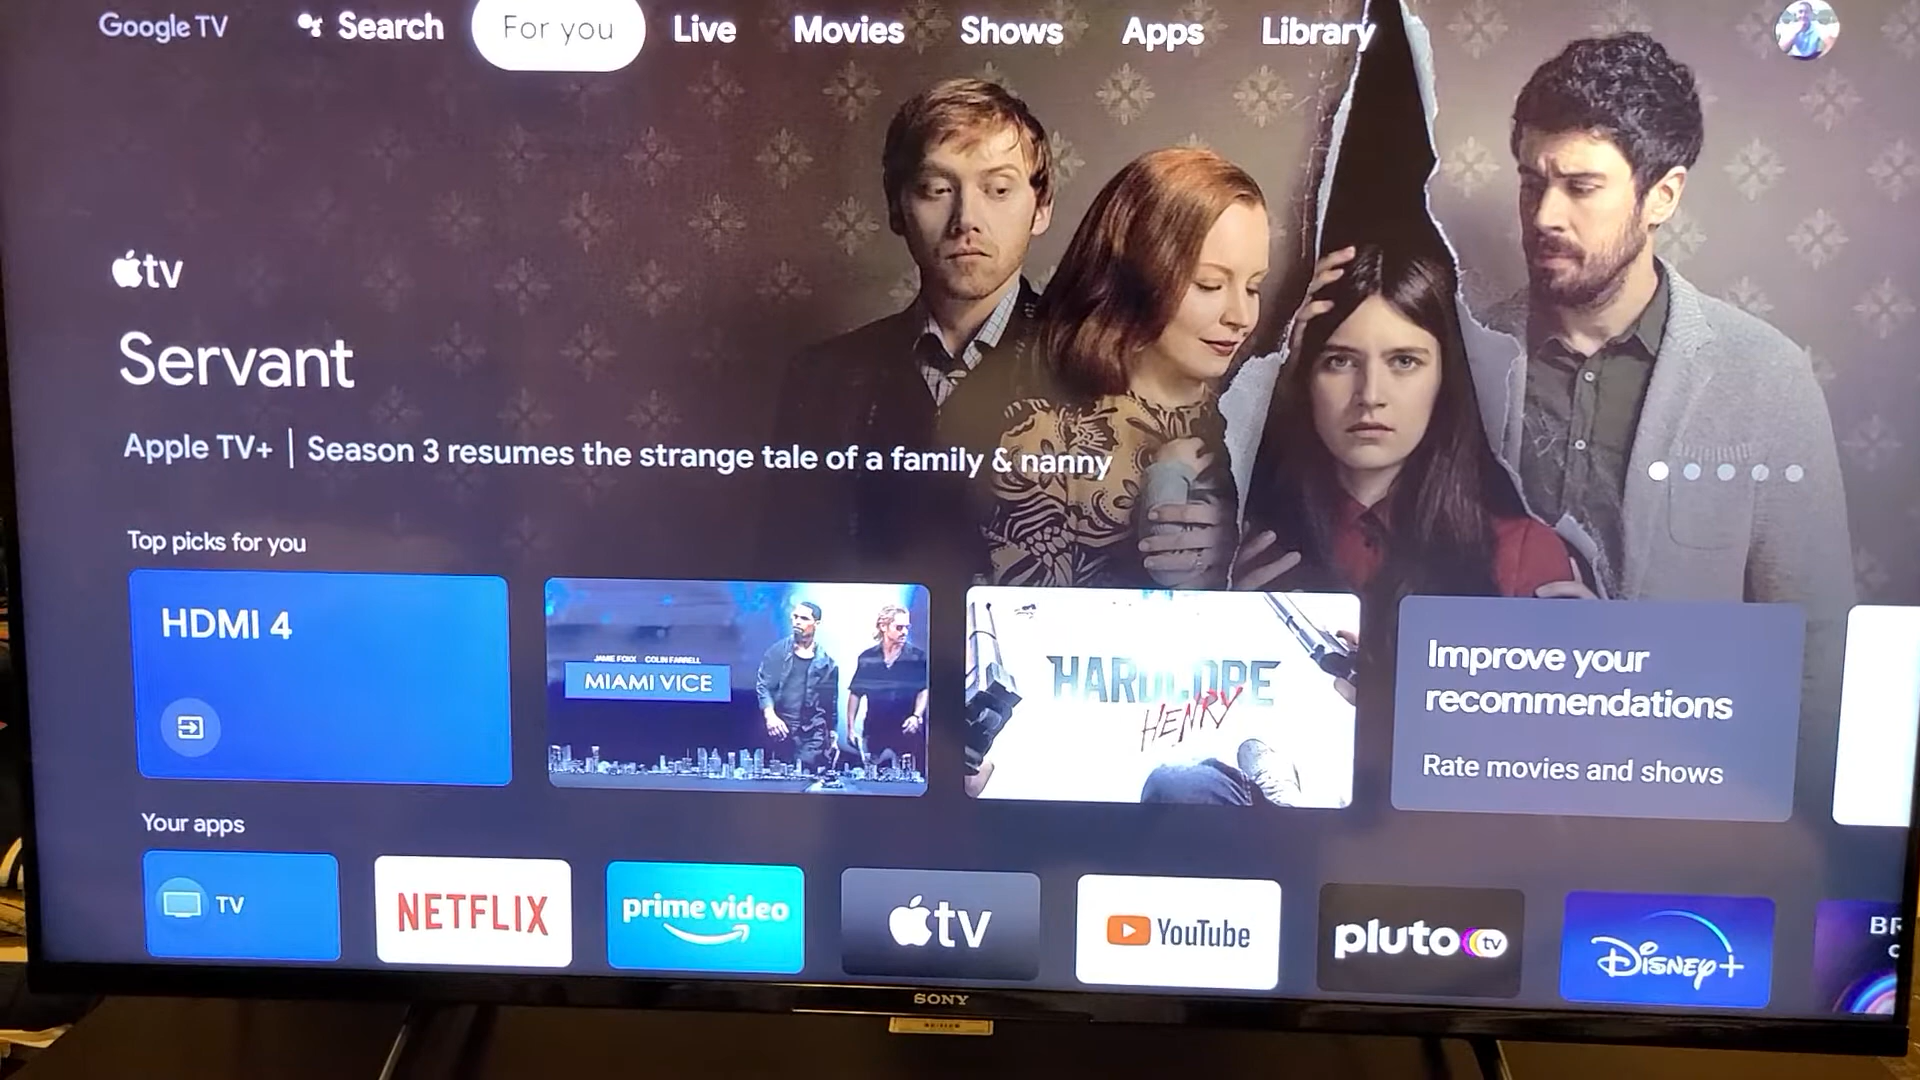 Google TV
Search
For you
Live
Movies
Shows
Apps
Library
tv
Servant
Apple TV+ | Season 3 resumes the strange tale of a family & nanny
Top picks for you
HDMI 4
JAMIE FOXX COLIN FARRELL
MIAMI VICE
HARDCORE
HENRY
Improve your
recommendations
Rate movies and shows
Your apps
TV
NETFLIX
prime video
tv
YouTube
pluto tv
Disney+
SONY